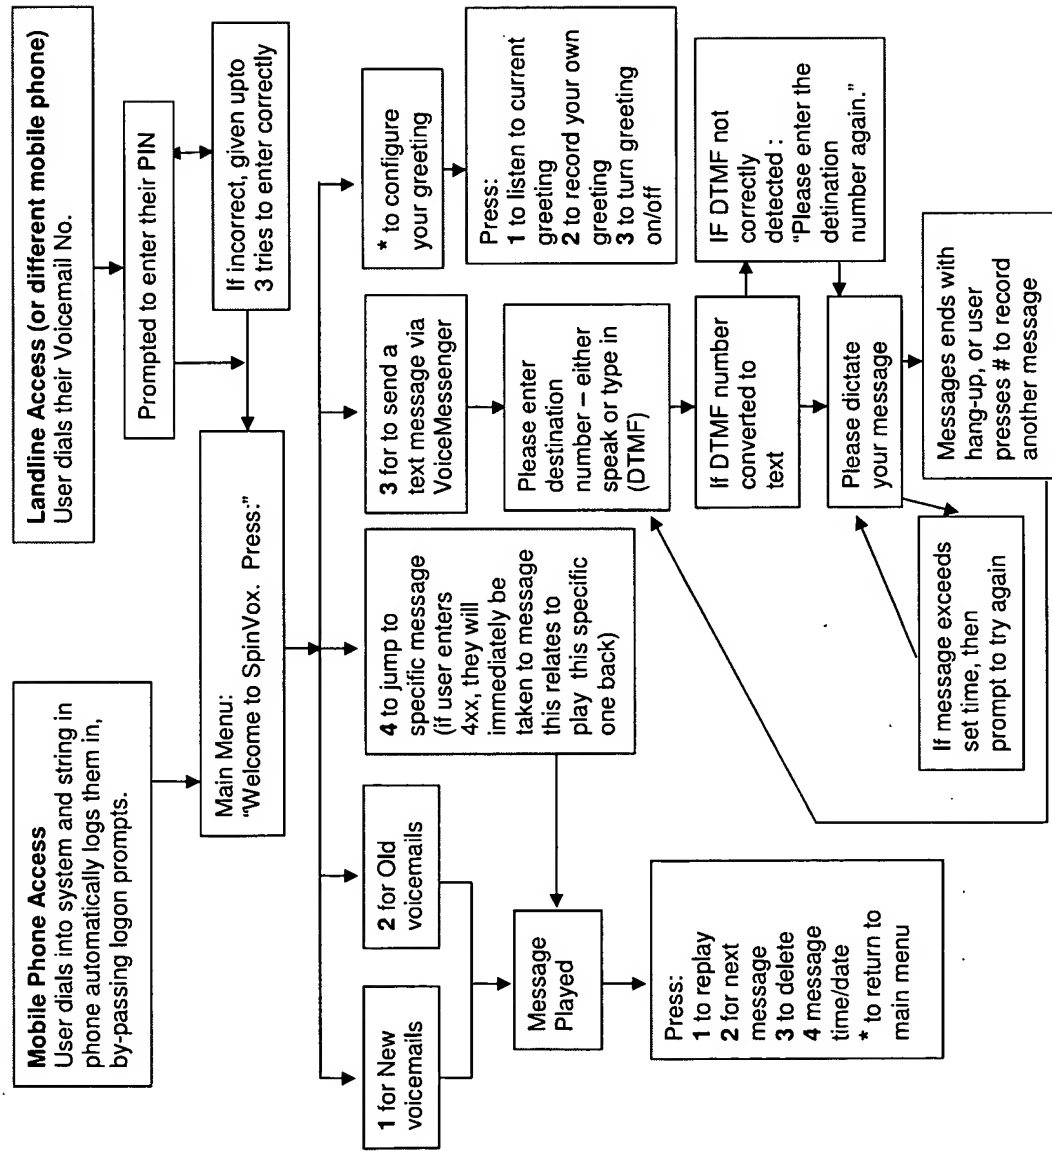 Mobile Phone Access
User dials into system and string in
phone automatically logs them in,
by-passing logon prompts.
Landline Access (or different mobile phone)
User dials their Voicemail No.
Prompted to enter their PIN
If incorrect, given upto
3 tries to enter correctly
Main Menu:
“Welcome to SpinVox.  Press:”
1 for New
voicemails
2 for Old
voicemails
4 to jump to
specific message
(if user enters
4xx, they will
immediately be
taken to message
this relates to
play this specific
one back)
3 for to send a
text message via
VoiceMessenger
* to configure
your greeting
Message
Played
Please enter
destination
number – either
speak or type in
(DTMF)
Press:
1 to listen to current
greeting
2 to record your own
greeting
3 to turn greeting
on/off
Press:
1 to replay
2 for next
message
3 to delete
4 message
time/date
* to return to
main menu
If DTMF number
converted to
text
IF DTMF not
correctly
detected :
“Please enter the
detination
number again.”
Please dictate
your message
If message exceeds
set time, then
prompt to try again
Messages ends with
hang-up, or user
presses # to record
another message